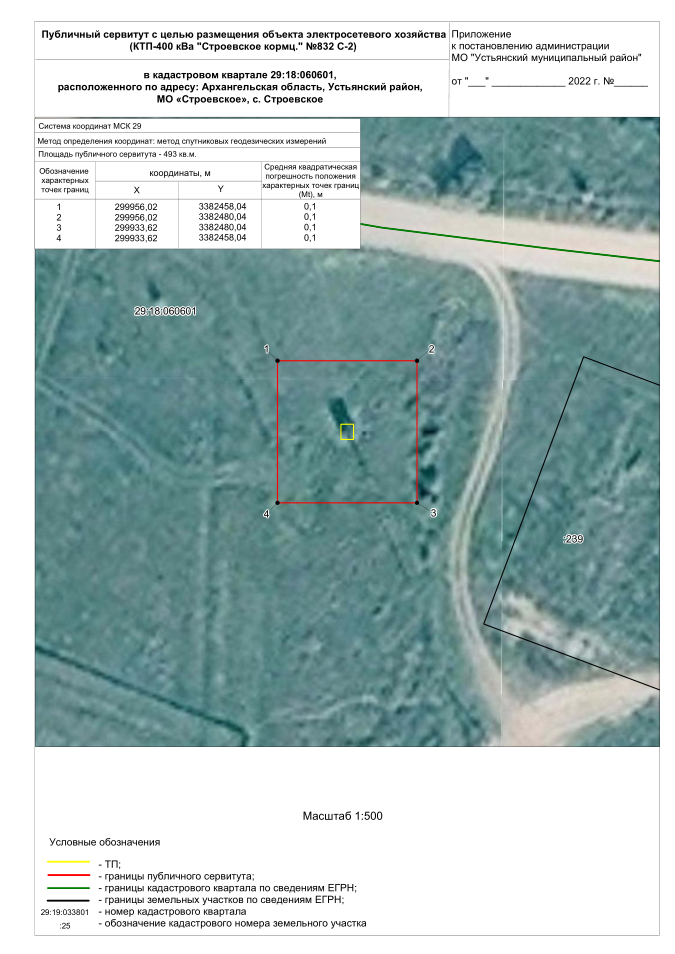 Публичный сервитут с целью размещения объекта электросетевого хозяйства
(КТП-400 кВа "Строевское кормц." №832 С-2)
в кадастровом квартале 29:18:060601,
расположенного по адресу: Архангельская область, Устьянский район,
МО «Строевское», с. Строевское
Приложение
к постановлению администрации
МО "Устьянский муниципальный район"
от "___" _____________ 2022 г. №______
Система координат МСК 29
Метод определения координат: метод спутниковых геодезических измерений
Площадь публичного сервитута - 493 кв.м.
Обозначение характерных точек границ
координаты, м
X Y
Средняя квадратическая погрешность положения характерных точек границ (Mt), м
1 299956,02 3382458,04 0,1
2 299956,02 3382480,04 0,1
3 299933,62 3382480,04 0,1
4 299933,62 3382458,04 0,1
29:18:060601
1
2
4
3
:239
Масштаб 1:500
Условные обозначения
- ТП;
- границы публичного сервитута;
- границы кадастрового квартала по сведениям ЕГРН;
- границы земельных участков по сведениям ЕГРН;
29:19:033801 - номер кадастрового квартала
:25 - обозначение кадастрового номера земельного участка